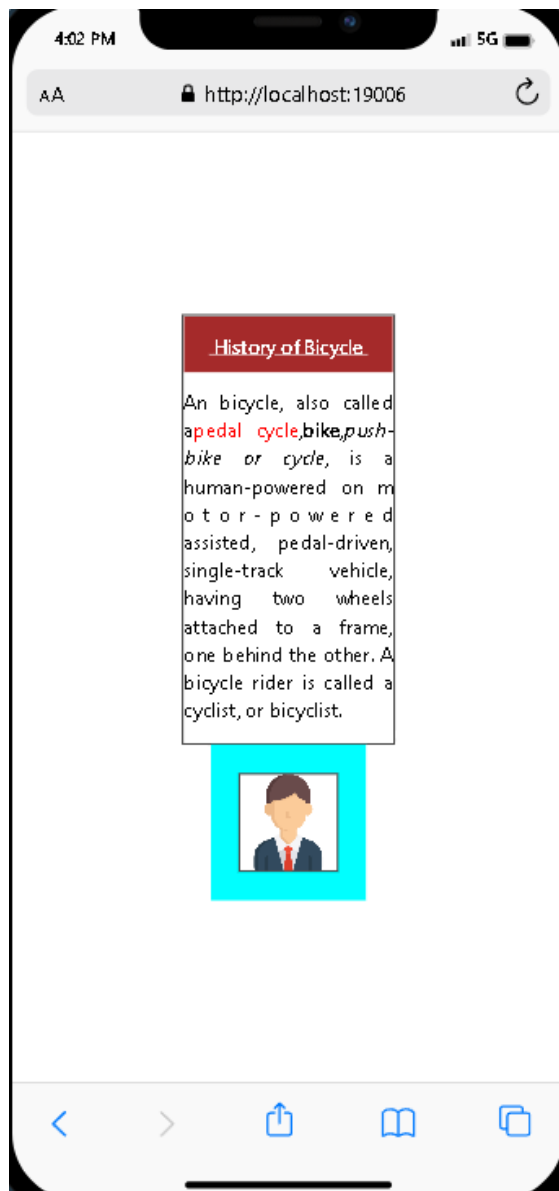 4:02 PM
5G
AA
http://localhost:19006
History of Bicycle
An bicycle, also called
apedal cycle,bike,push-
bike or cycle, is a
human-powered on m
otor-powered
assisted, pedal-driven,
single-track vehicle,
having two wheels
attached to a frame,
one behind the other. A
bicycle rider is called a
cyclist, or bicyclist.